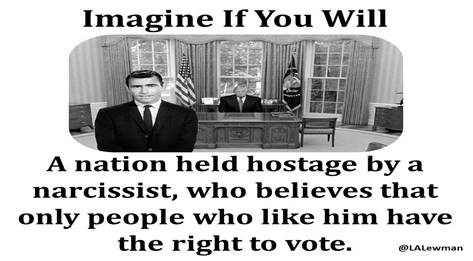 Imagine If You Will
A nation held hostage by a
narcissist, who believes that
only people who like him have
the right to vote.
@LALewman